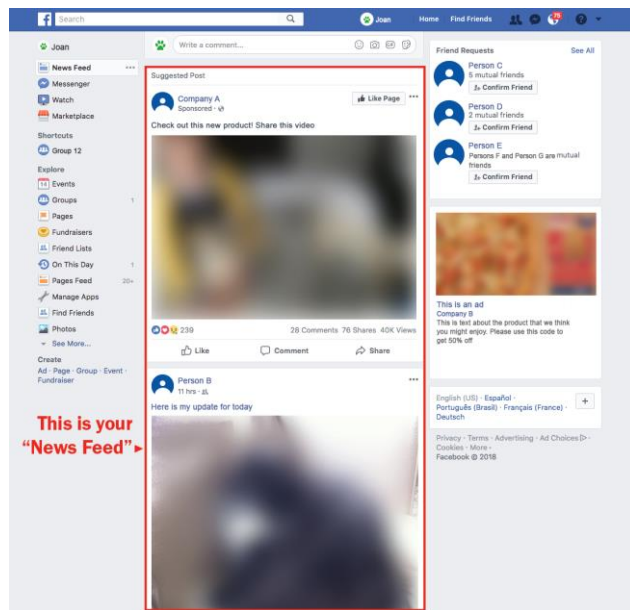 Search
Joan
Home
Find Friends
76
Joan
News Feed
Messenger
Watch
Marketplace
Shortcuts
Group 12
Explore
Events
Groups 1
Pages
Fundraisers
Friend Lists
On This Day 1
Pages Feed 20+
Manage Apps
Find Friends
Photos
See More...
Create
Ad · Page · Group · Event ·
Fundraiser
This is your
“News Feed”
Write a comment...
Suggested Post
Company A
Sponsored ·
Like Page
Check out this new product! Share this video
239
28 Comments 76 Shares 40K Views
Like Comment Share
Person B
11 hrs ·
Here is my update for today
Friend Requests
See All
Person C
5 mutual friends
Confirm Friend
Person D
2 mutual friends
Confirm Friend
Person E
Persons F and Person G are mutual
friends
Confirm Friend
This is an ad
Company B
This is text about the product that we think
you might enjoy. Please use this code to
get 50% off
English (US) · Español ·
Português (Brasil) · Français (France) ·
Deutsch
Privacy · Terms · Advertising · Ad Choices ·
Cookies · More ·
Facebook © 2018